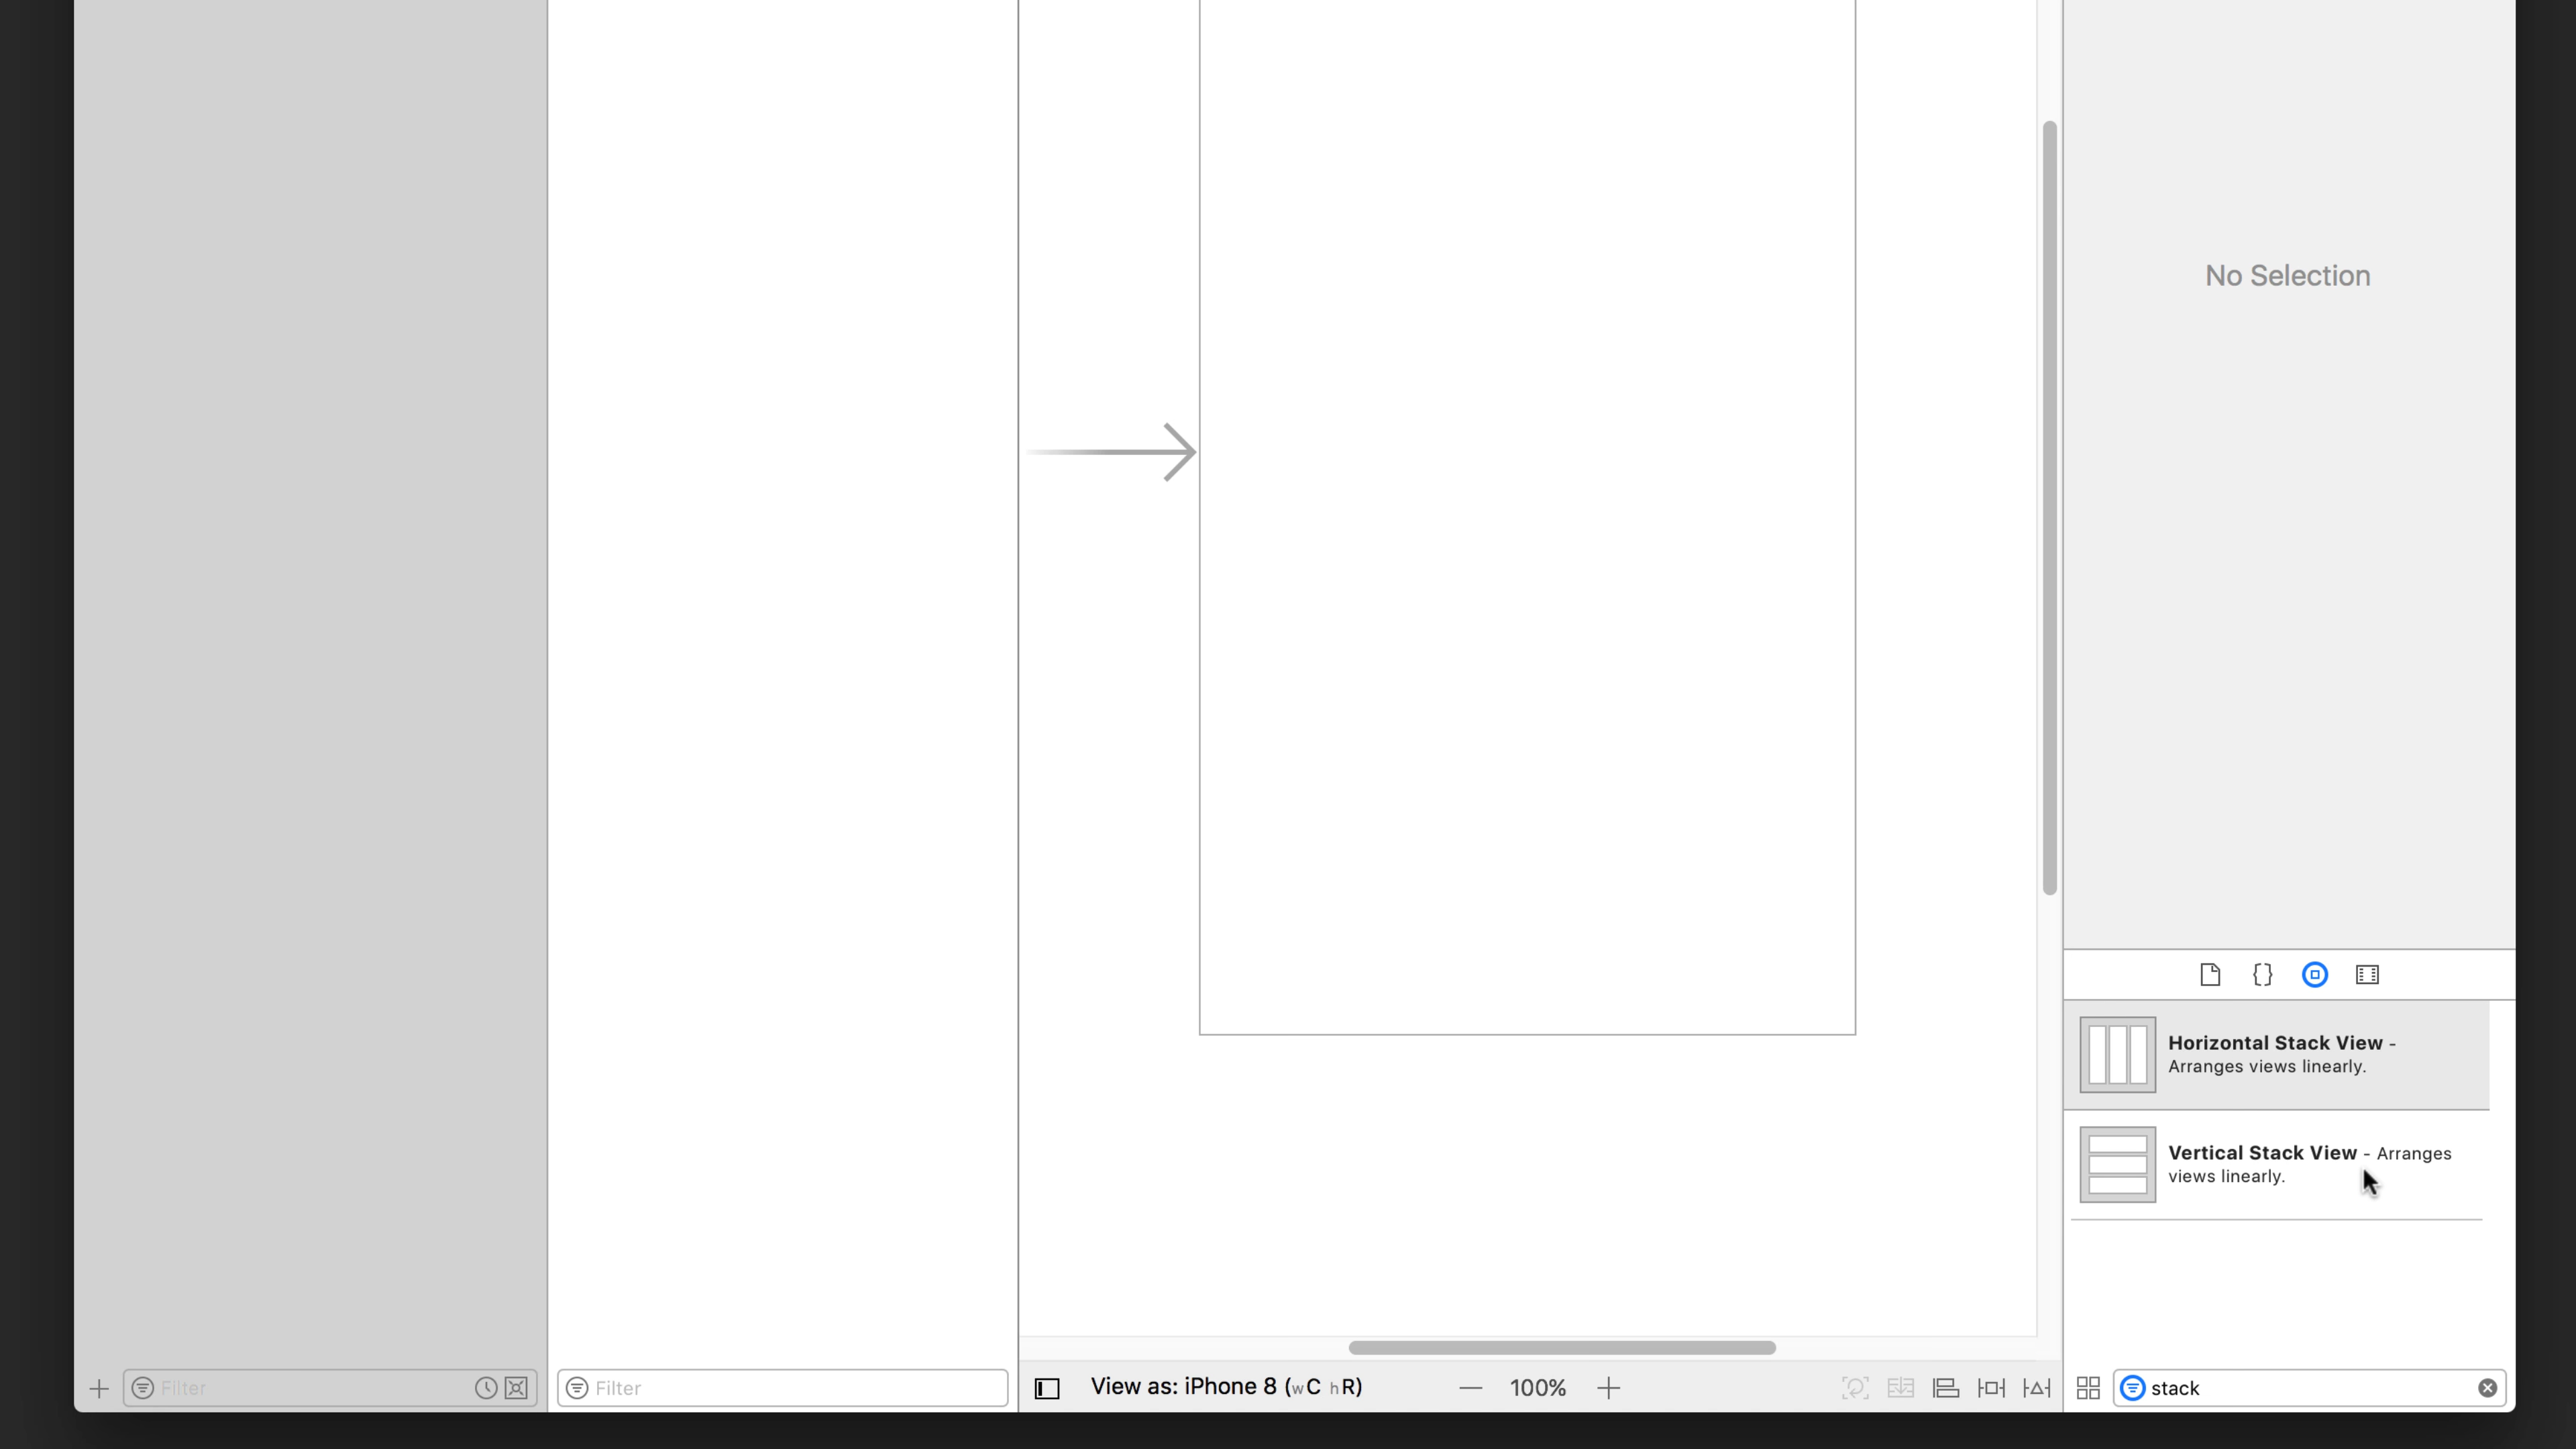 No Selection
Horizontal Stack View -
Arranges views linearly.
Vertical Stack View - Arranges
views linearly.
Filter
Filter
View as: iPhone 8 (wC hR)
100%
stack